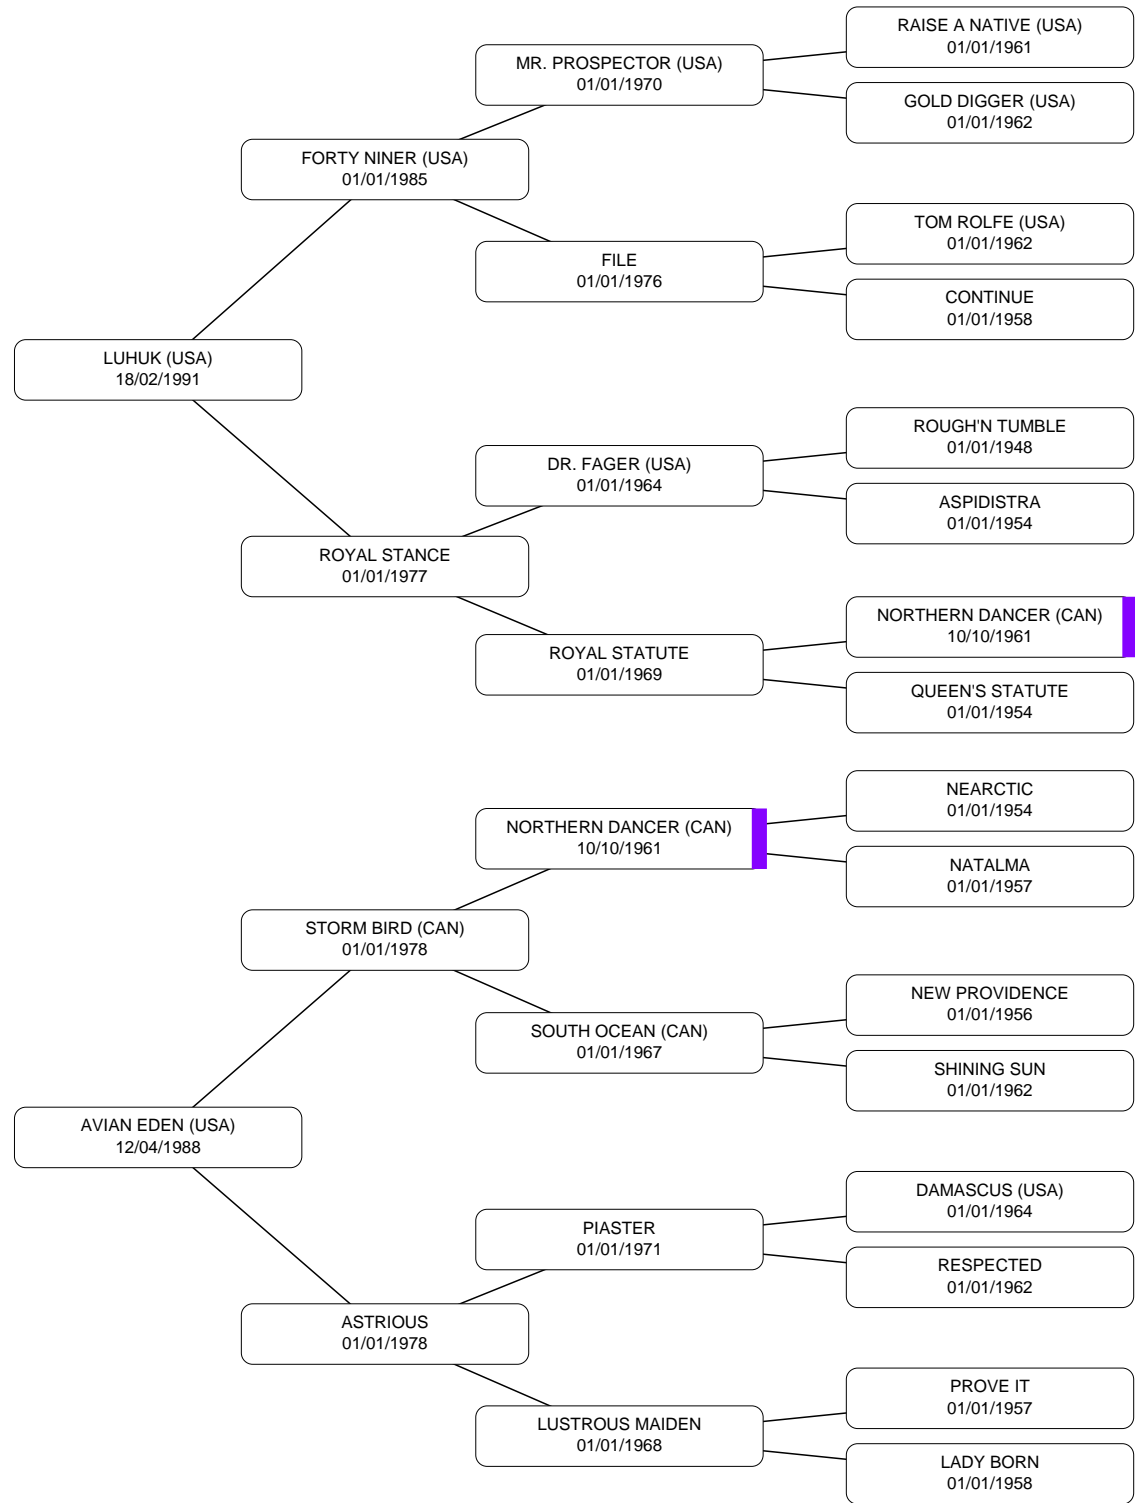 RAISE A NATIVE (USA)
01/01/1961
MR. PROSPECTOR (USA)
01/01/1970
GOLD DIGGER (USA)
01/01/1962
FORTY NINER (USA)
01/01/1985
TOM ROLFE (USA)
01/01/1962
FILE
01/01/1976
CONTINUE
01/01/1958
LUHUK (USA)
18/02/1991
ROUGH'N TUMBLE
01/01/1948
DR. FAGER (USA)
01/01/1964
ASPIDISTRA
01/01/1954
ROYAL STANCE
01/01/1977
NORTHERN DANCER (CAN)
10/10/1961
ROYAL STATUTE
01/01/1969
QUEEN'S STATUTE
01/01/1954
NEARCTIC
01/01/1954
NORTHERN DANCER (CAN)
10/10/1961
NATALMA
01/01/1957
STORM BIRD (CAN)
01/01/1978
NEW PROVIDENCE
01/01/1956
SOUTH OCEAN (CAN)
01/01/1967
SHINING SUN
01/01/1962
AVIAN EDEN (USA)
12/04/1988
DAMASCUS (USA)
01/01/1964
PIASTER
01/01/1971
RESPECTED
01/01/1962
ASTRIOUS
01/01/1978
PROVE IT
01/01/1957
LUSTROUS MAIDEN
01/01/1968
LADY BORN
01/01/1958